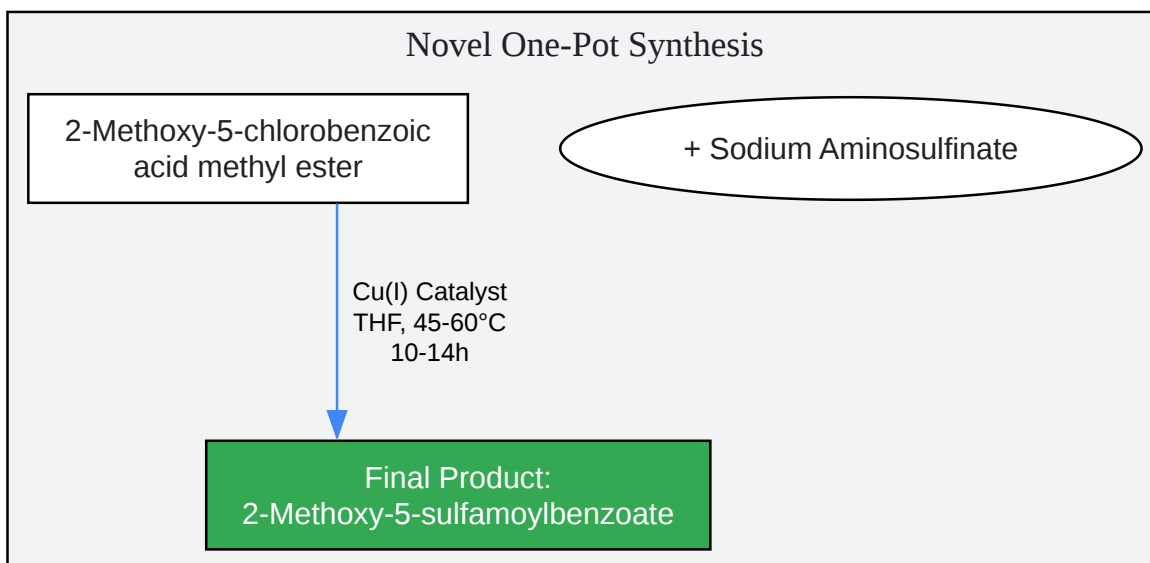 Novel One-Pot Synthesis
2-Methoxy-5-chlorobenzoic
acid methyl ester
+ Sodium Aminosulfinate
Cu(I) Catalyst
THF, 45-60°C
10-14h
Final Product:
2-Methoxy-5-sulfamoylbenzoate